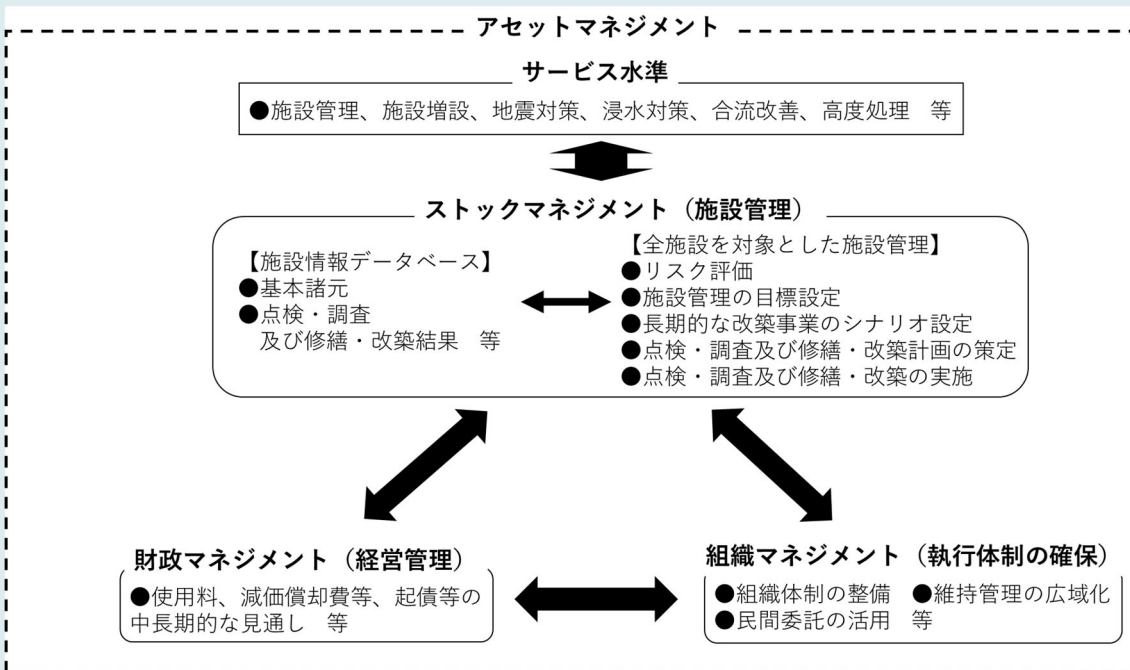 アセットマネジメント
サービス水準
●施設管理、施設増設、地震対策、浸水対策、合流改善、高度処理　等
ストックマネジメント（施設管理）
【施設情報データベース】
●基本諸元
●点検・調査
及び修繕・改築結果　等
【全施設を対象とした施設管理】
●リスク評価
●施設管理の目標設定
●長期的な改築事業のシナリオ設定
●点検・調査及び修繕・改築計画の策定
●点検・調査及び修繕・改築の実施
財政マネジメント（経営管理）
●使用料、減価償却費等、起債等の
中長期的な見通し　等
組織マネジメント（執行体制の確保）
●組織体制の整備　●維持管理の広域化
●民間委託の活用　等